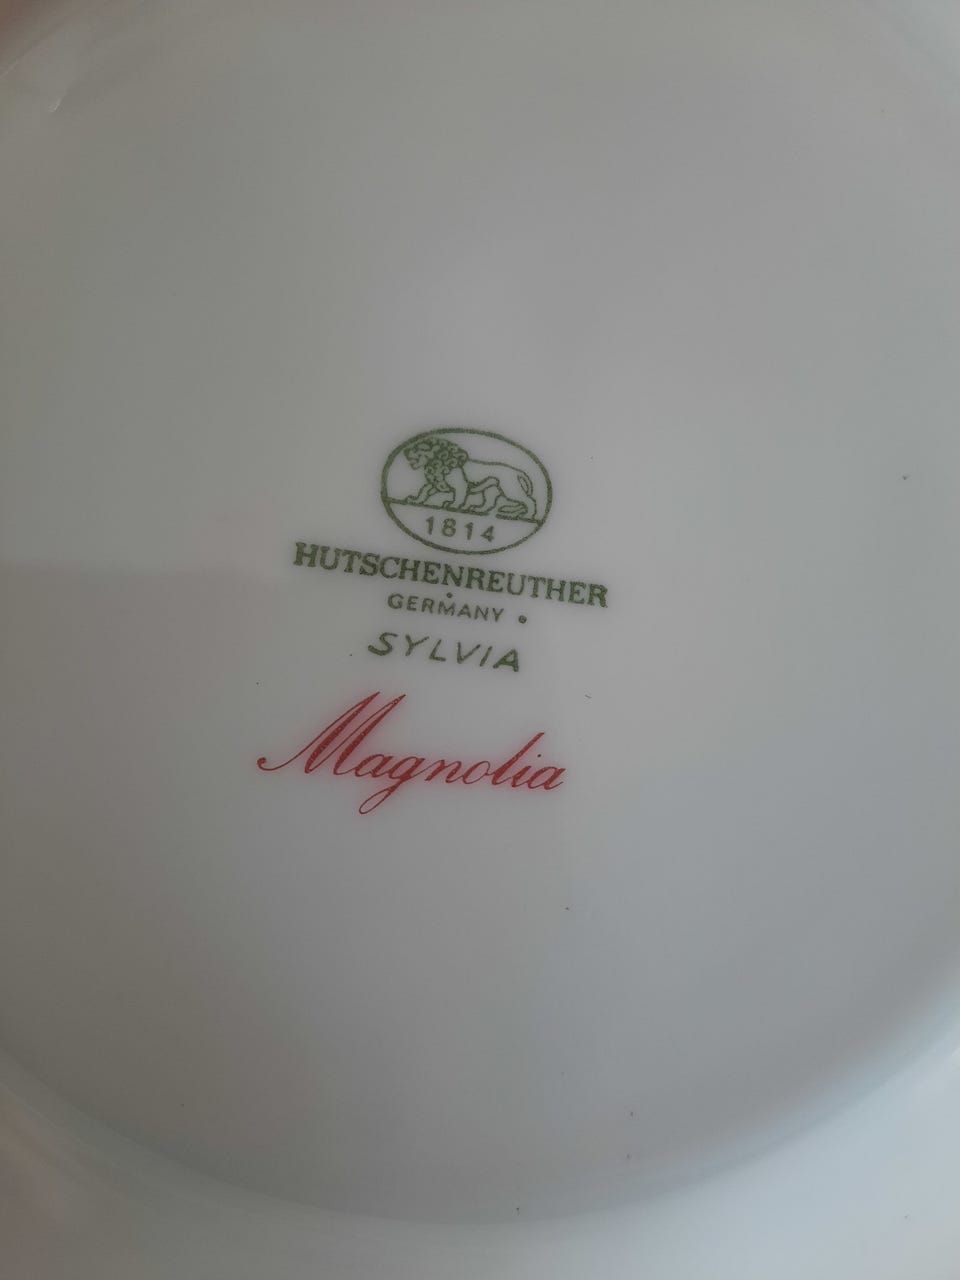 1814
HUTSCHENREUTHER
GERMANY
SYLVIA
Magnolia